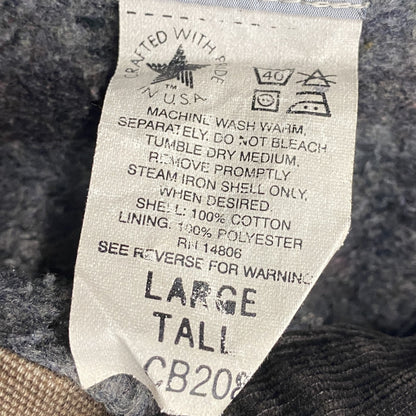 CRAFTED WITH PRIDE
IN U.S.A.
40
MACHINE WASH WARM,
SEPARATELY. DO NOT BLEACH
TUMBLE DRY MEDIUM,
REMOVE PROMPTLY
STEAM IRON SHELL ONLY,
WHEN DESIRED
SHELL: 100% COTTON
LINING: 100% POLYESTER
RN 14806
SEE REVERSE FOR WARNING
LARGE
TALL